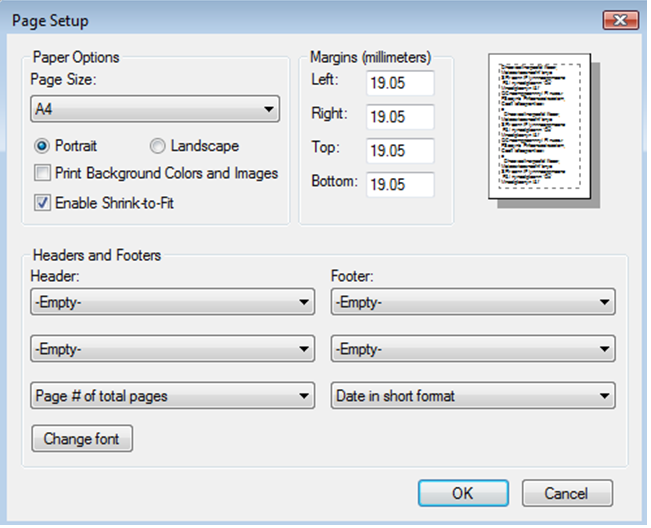 Page Setup
Paper Options
Page Size:
A4
Portrait
Landscape
Print Background Colors and Images
Enable Shrink-to-Fit
Margins (millimeters)
Left:
19.05
Right:
19.05
Top:
19.05
Bottom:
19.05
Headers and Footers
Header:
Footer:
-Empty-
-Empty-
-Empty-
-Empty-
Page # of total pages
Date in short format
Change font
OK
Cancel